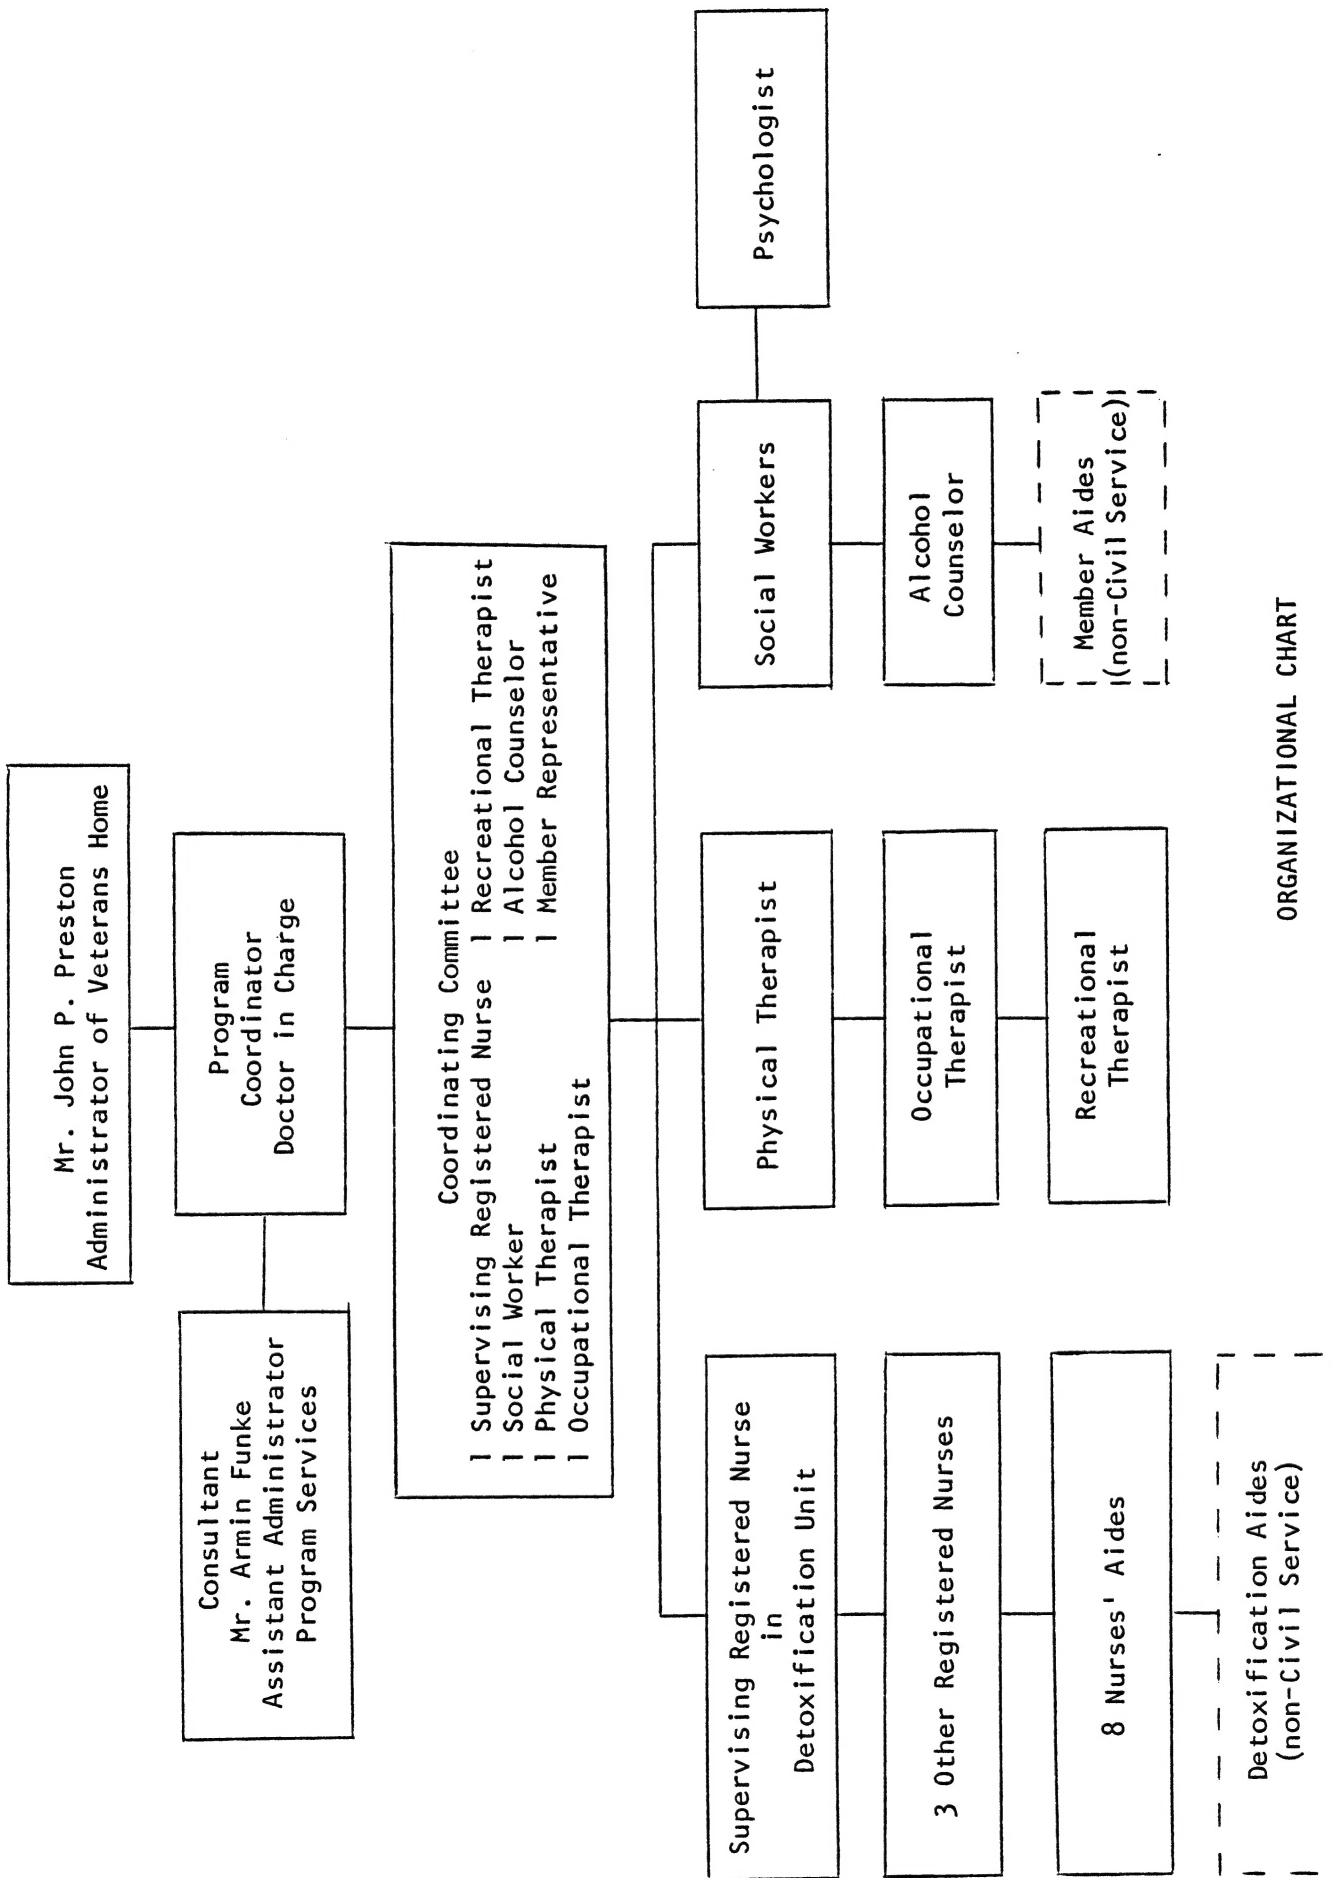 Mr. John P. Preston
Administrator of Veterans Home
Consultant
Mr. Armin Funke
Assistant Administrator
Program Services
Program
Coordinator
Doctor in Charge
Coordinating Committee
1 Supervising Registered Nurse 1 Recreational Therapist
1 Social Worker 1 Alcohol Counselor
1 Physical Therapist 1 Member Representative
1 Occupational Therapist
Supervising Registered Nurse
in
Detoxification Unit
3 Other Registered Nurses
8 Nurses' Aides
Detoxification Aides
(non-Civil Service)
Physical Therapist
Occupational
Therapist
Recreational
Therapist
Social Workers
Alcohol
Counselor
Member Aides
(non-Civil Service)
Psychologist
ORGANIZATIONAL CHART